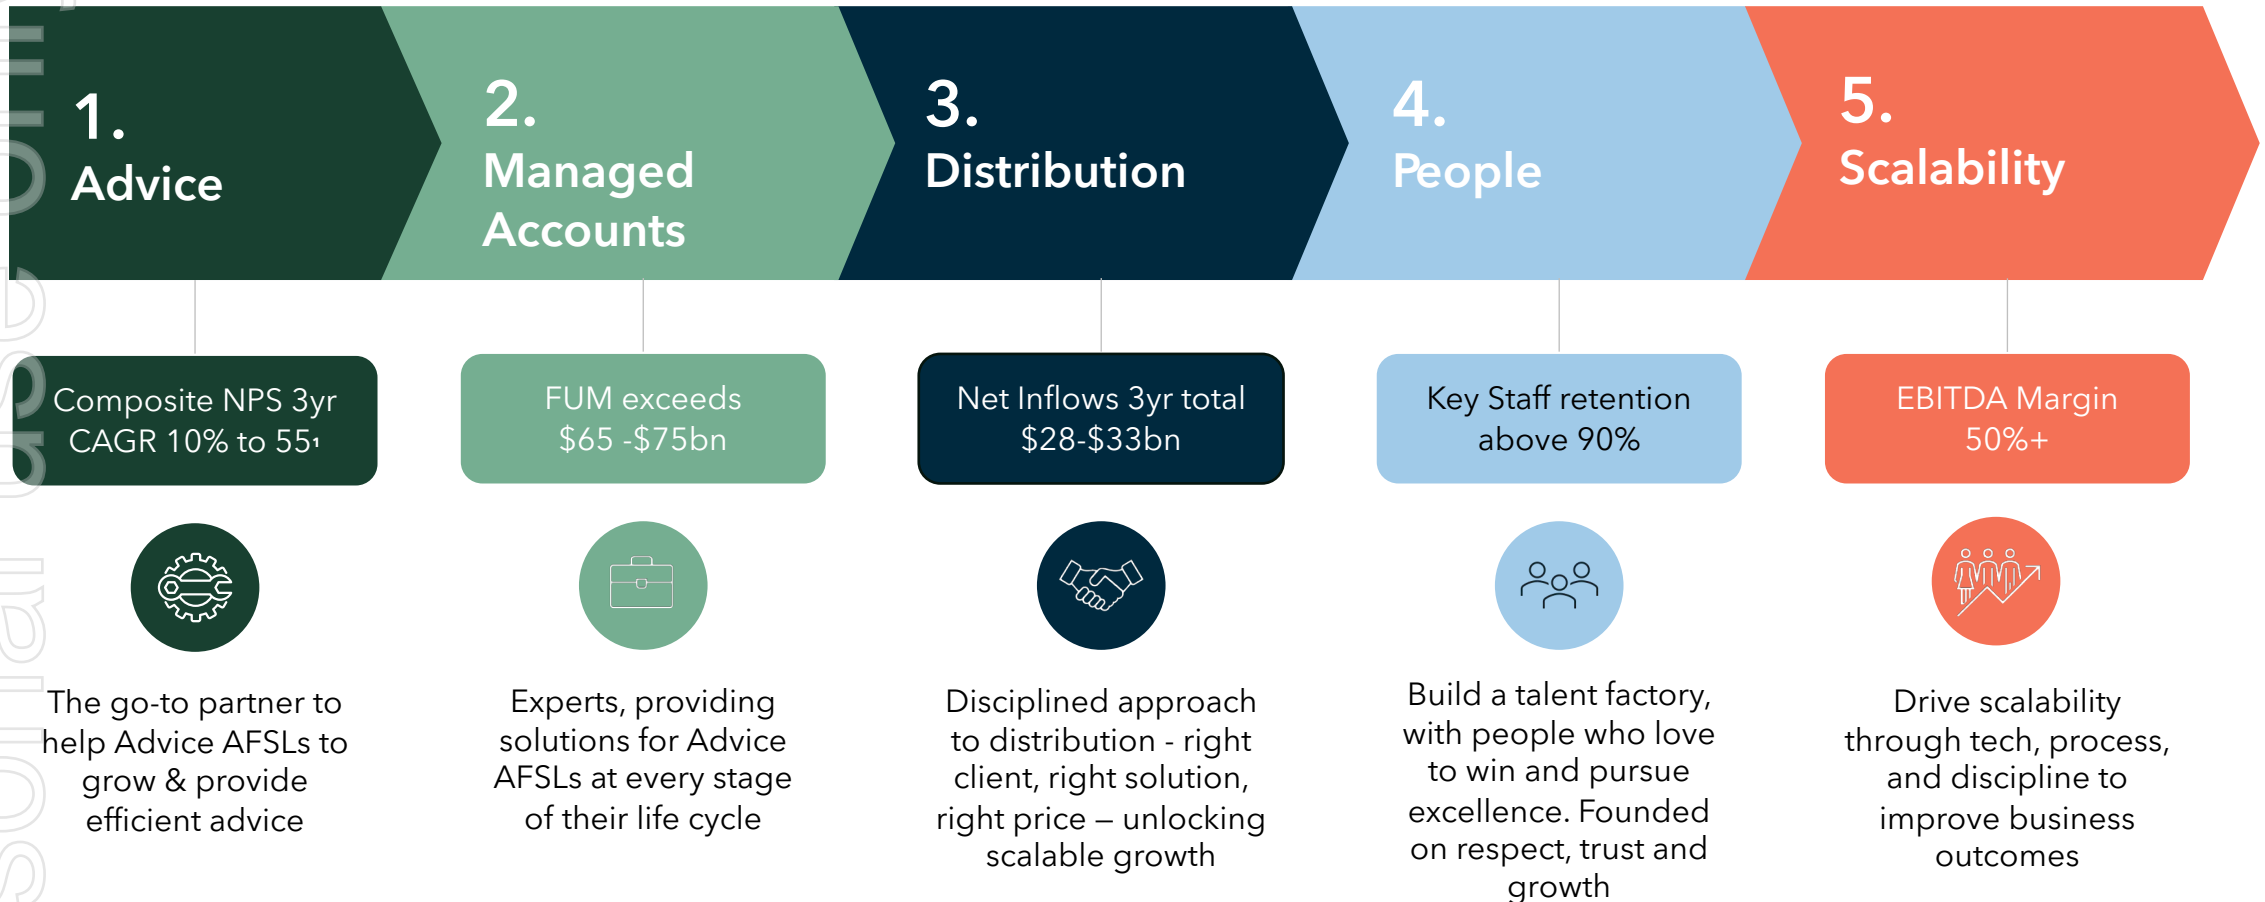 1.
Advice
2.
Managed
Accounts
3.
Distribution
4.
People
5.
Scalability
Composite NPS 3yr
CAGR 10% to 55¹
FUM exceeds
$65 -$75bn
Net Inflows 3yr total
$28-$33bn
Key Staff retention
above 90%
EBITDA Margin
50%+
The go-to partner to
help Advice AFSLs to
grow & provide
efficient advice
Experts, providing
solutions for Advice
AFSLs at every stage
of their life cycle
Disciplined approach
to distribution - right
client, right solution,
right price – unlocking
scalable growth
Build a talent factory,
with people who love
to win and pursue
excellence. Founded
on respect, trust and
growth
Drive scalability
through tech, process,
and discipline to
improve business
outcomes